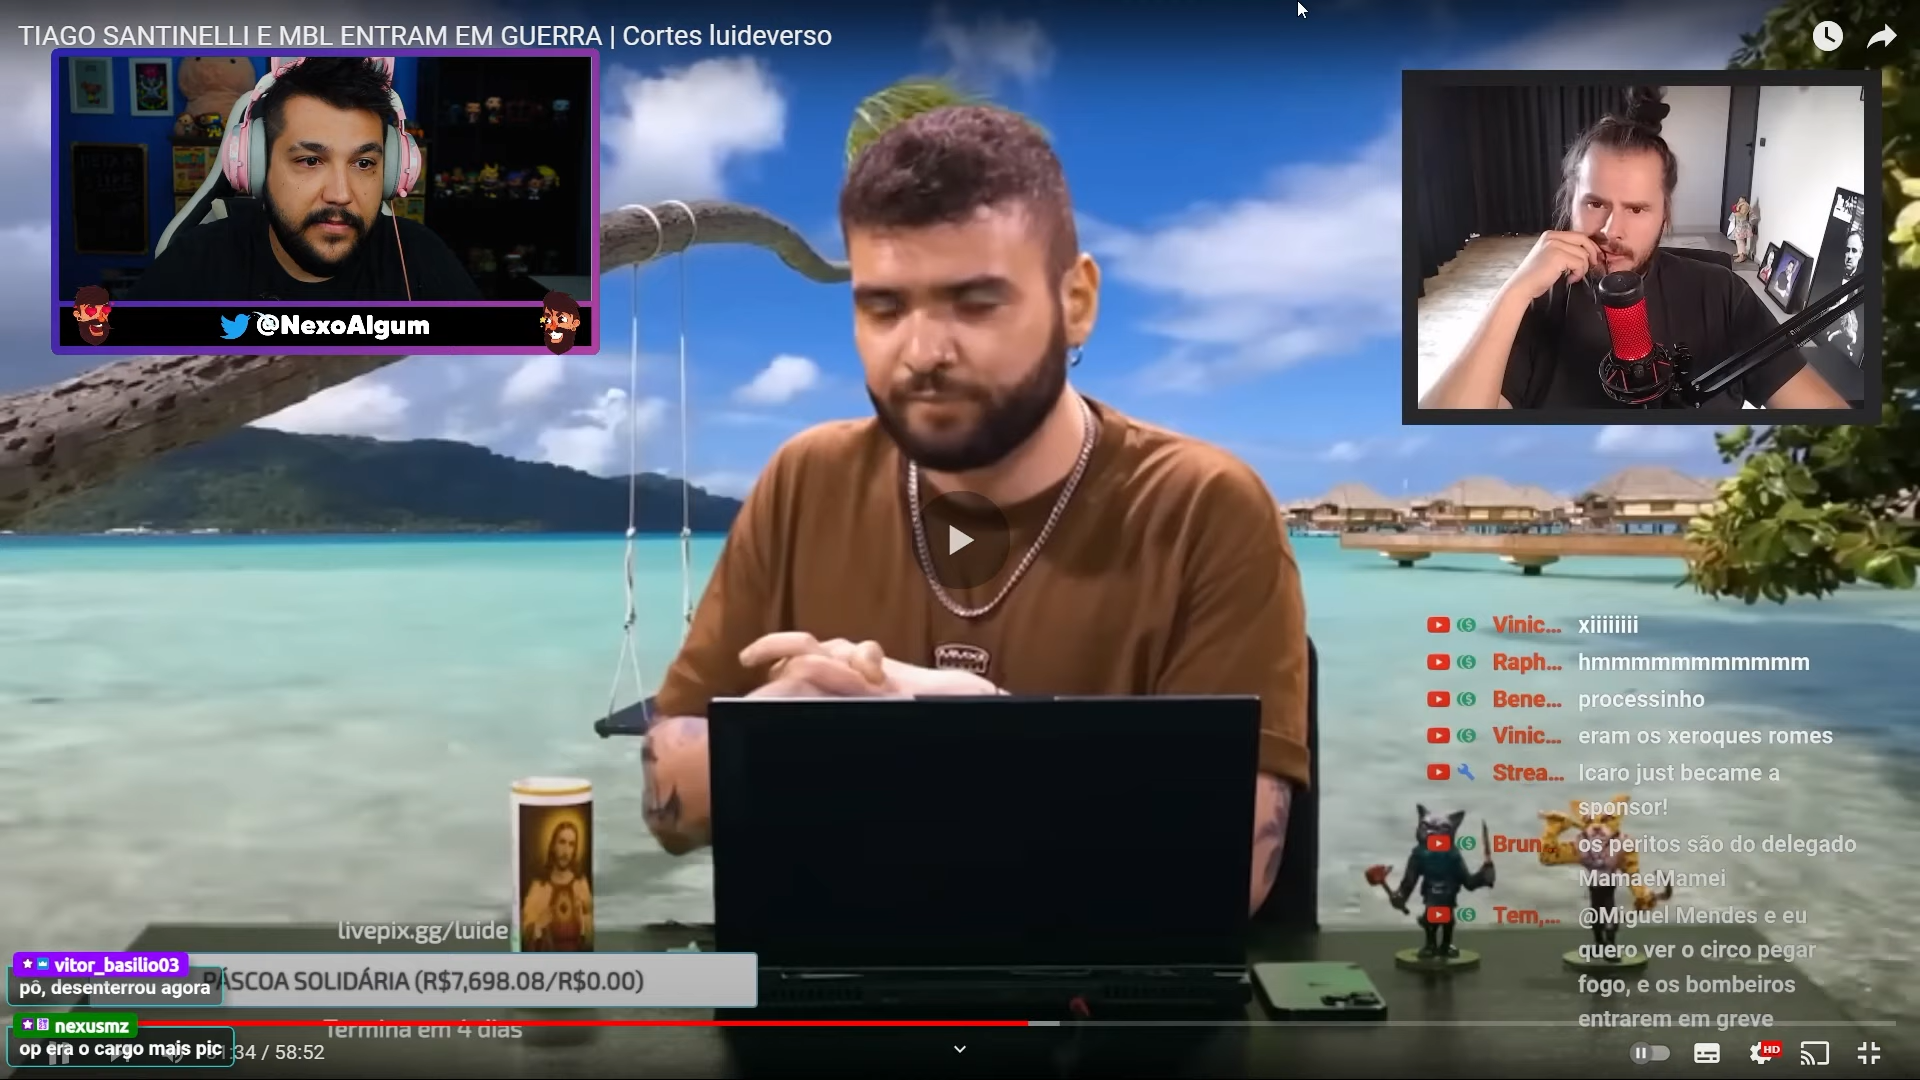 TIAGO SANTINELLI E MBL ENTRAM EM GUERRA | Cortes luideverso
@NexoAlgum
Vinic... xiiiiiiii
Raph... hmmmmmmmmmmm
Bene... processinho
Vinic... eram os xeroques romes
Strea... Icaro just became a
sponsor!
Brun... os peritos são do delegado
MamaeMamei
Tem,... @Miguel Mendes e eu
quero ver o circo pegar
fogo, e os bombeiros
entrarem em greve
livepix.gg/luide
PÁSCOA SOLIDÁRIA (R$7,698.08/R$0.00)
Termina em 4 dias
vitor_basilio03
pô, desenterrou agora
nexusmz
op era o cargo mais pic
:34 / 58:52
HD